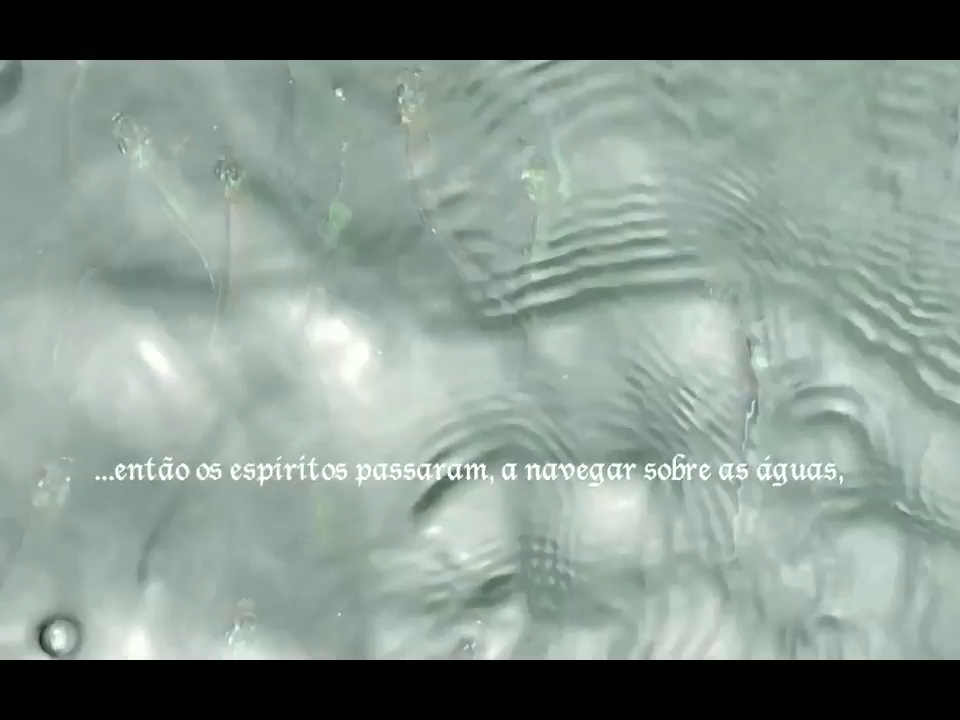 ...então os espíritos passaram, a navegar sobre as águas,